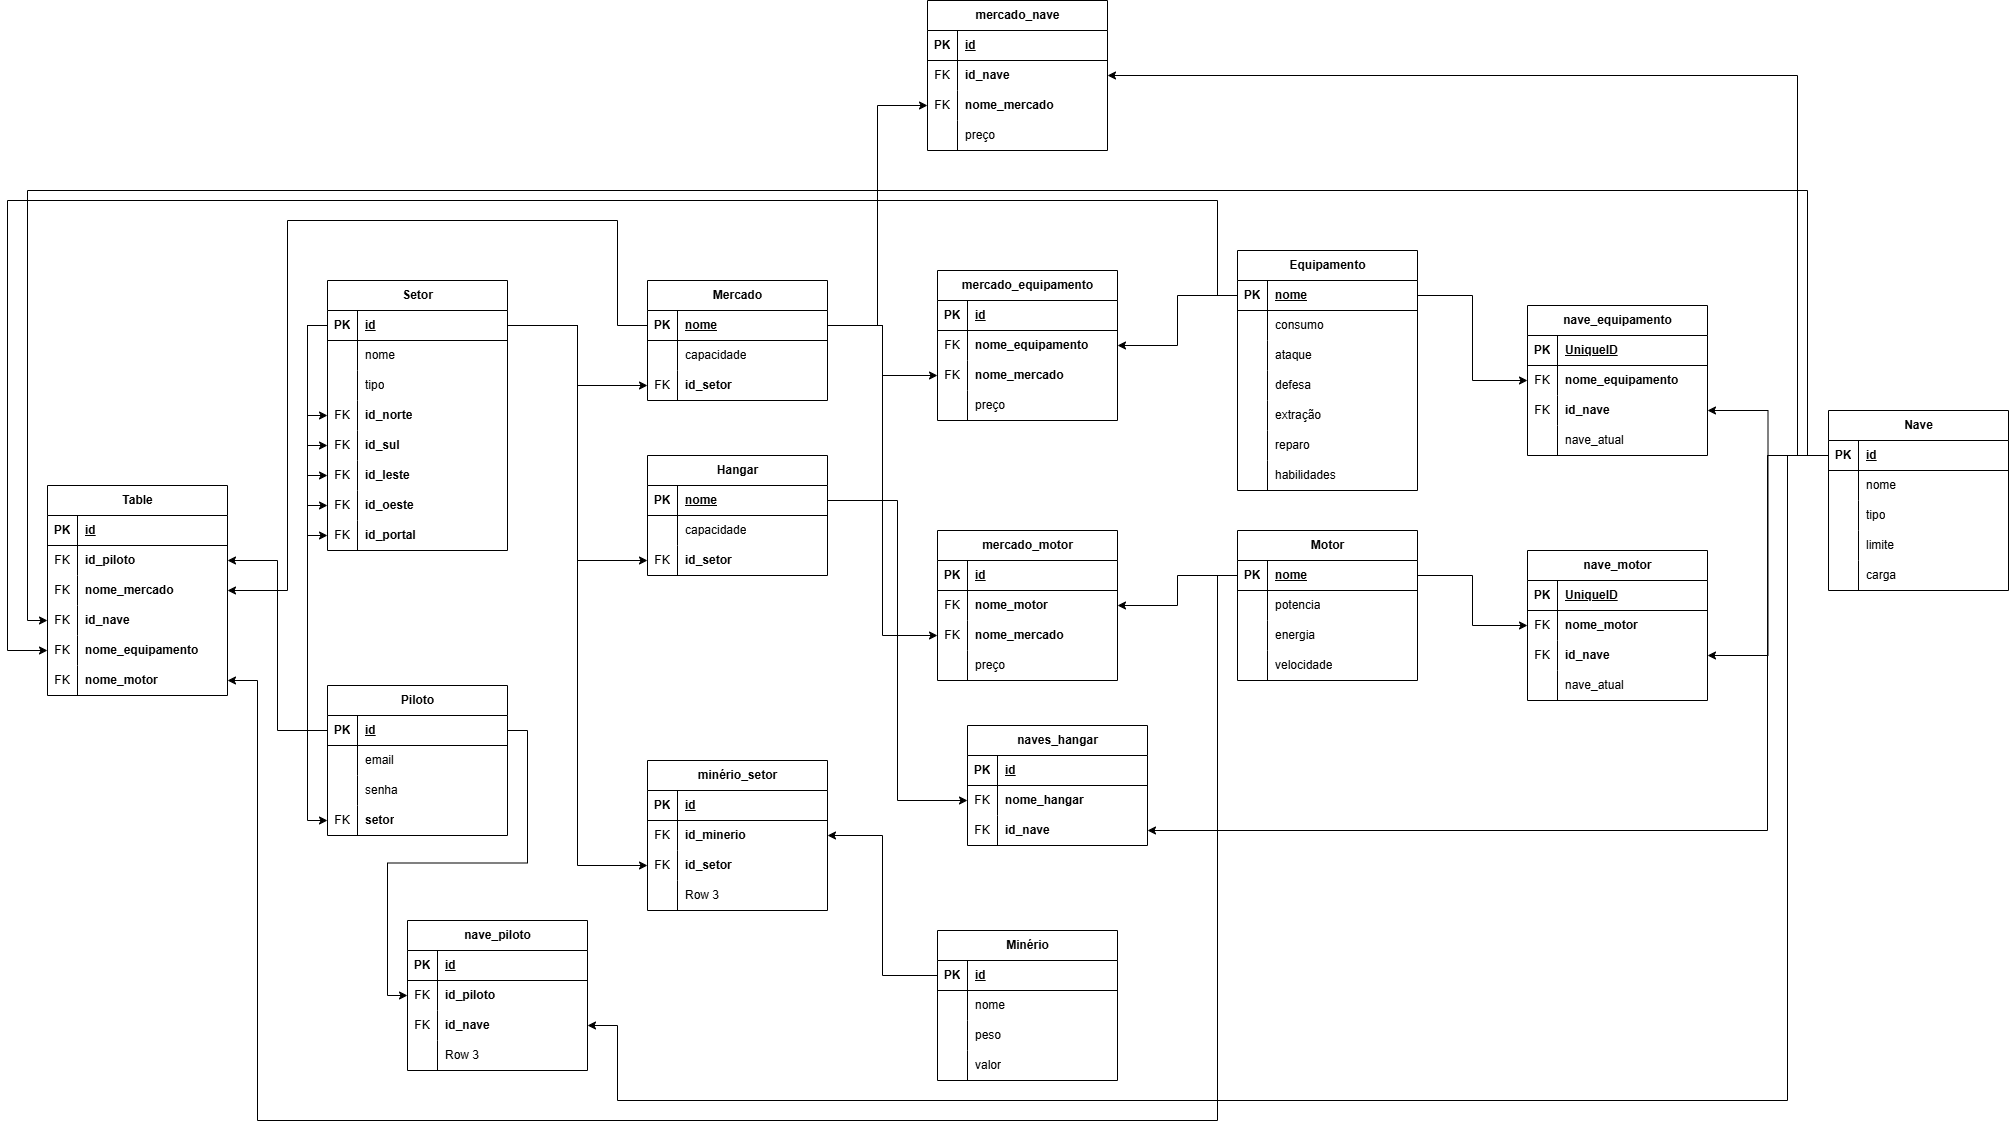 mercado_nave
PK id
FK id_nave
FK nome_mercado
preço
Setor
PK id
nome
tipo
FK id_norte
FK id_sul
FK id_leste
FK id_oeste
FK id_portal
Mercado
PK nome
capacidade
FK id_setor
mercado_equipamento
PK id
FK nome_equipamento
FK nome_mercado
preço
Equipamento
PK nome
consumo
ataque
defesa
extração
reparo
habilidades
nave_equipamento
PK UniqueID
FK nome_equipamento
FK id_nave
nave_atual
Nave
PK id
nome
tipo
limite
carga
Table
PK id
FK id_piloto
FK nome_mercado
FK id_nave
FK nome_equipamento
FK nome_motor
Hangar
PK nome
capacidade
FK id_setor
mercado_motor
PK id
FK nome_motor
FK nome_mercado
preço
Motor
PK nome
potencia
energia
velocidade
nave_motor
PK UniqueID
FK nome_motor
FK id_nave
nave_atual
Piloto
PK id
email
senha
FK setor
minério_setor
PK id
FK id_minerio
FK id_setor
Row 3
naves_hangar
PK id
FK nome_hangar
FK id_nave
nave_piloto
PK id
FK id_piloto
FK id_nave
Row 3
Minério
PK id
nome
peso
valor